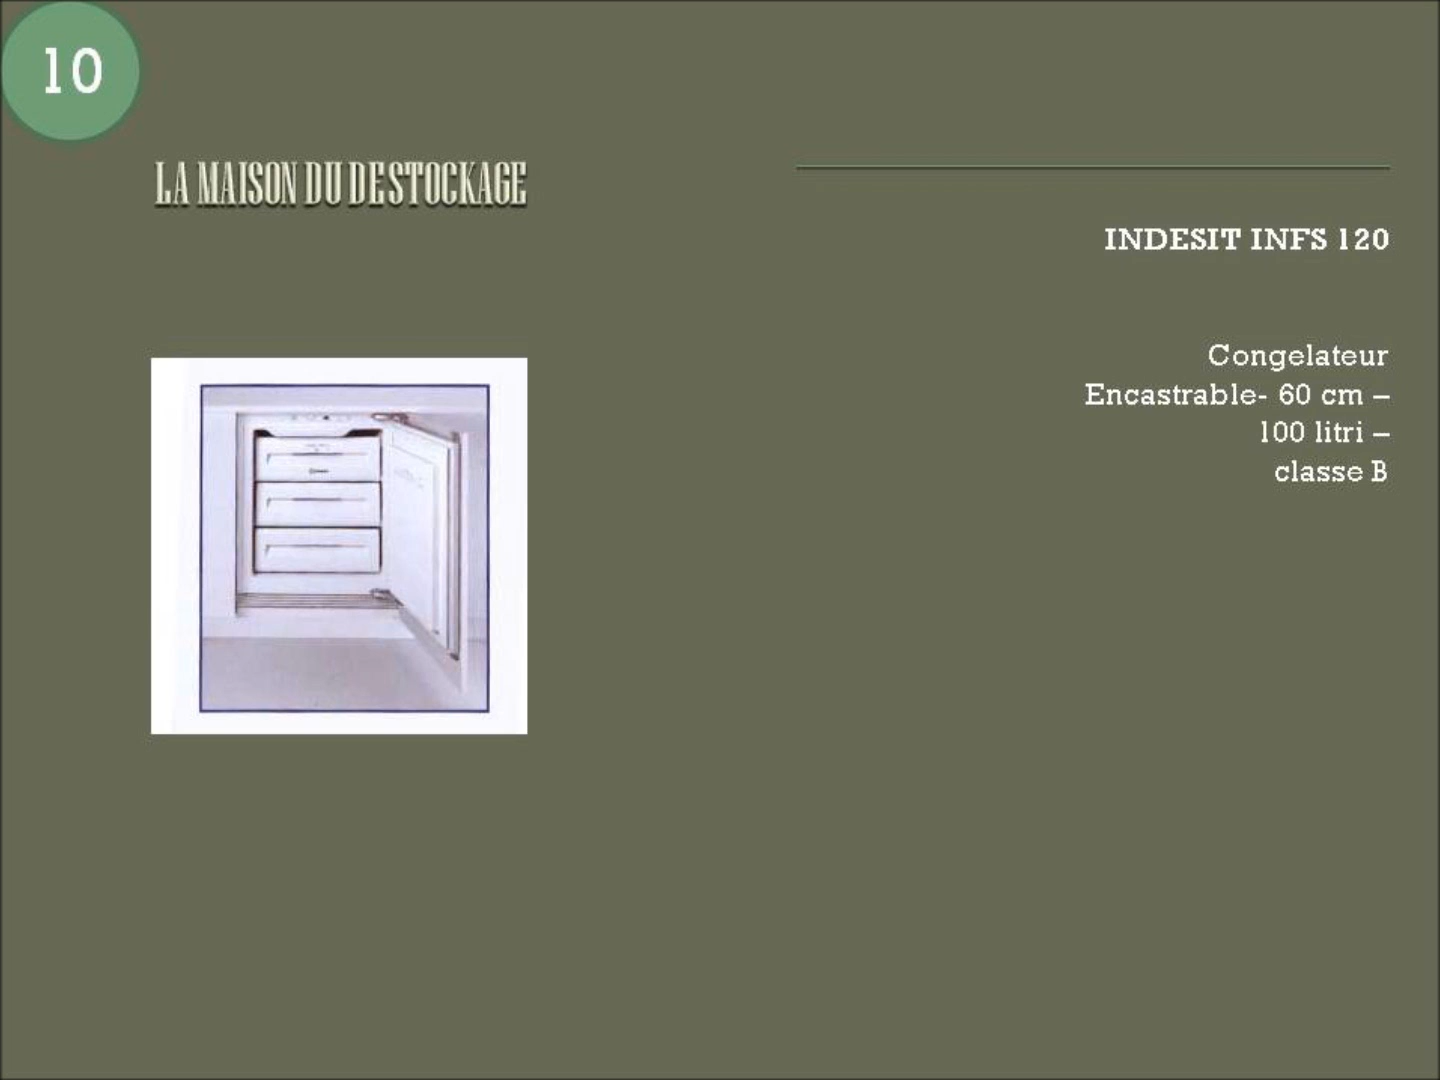 10
LA MAISON DU DESTOCKAGE
INDESIT INFS 120
Congelateur
Encastrable- 60 cm –
100 litri –
classe B